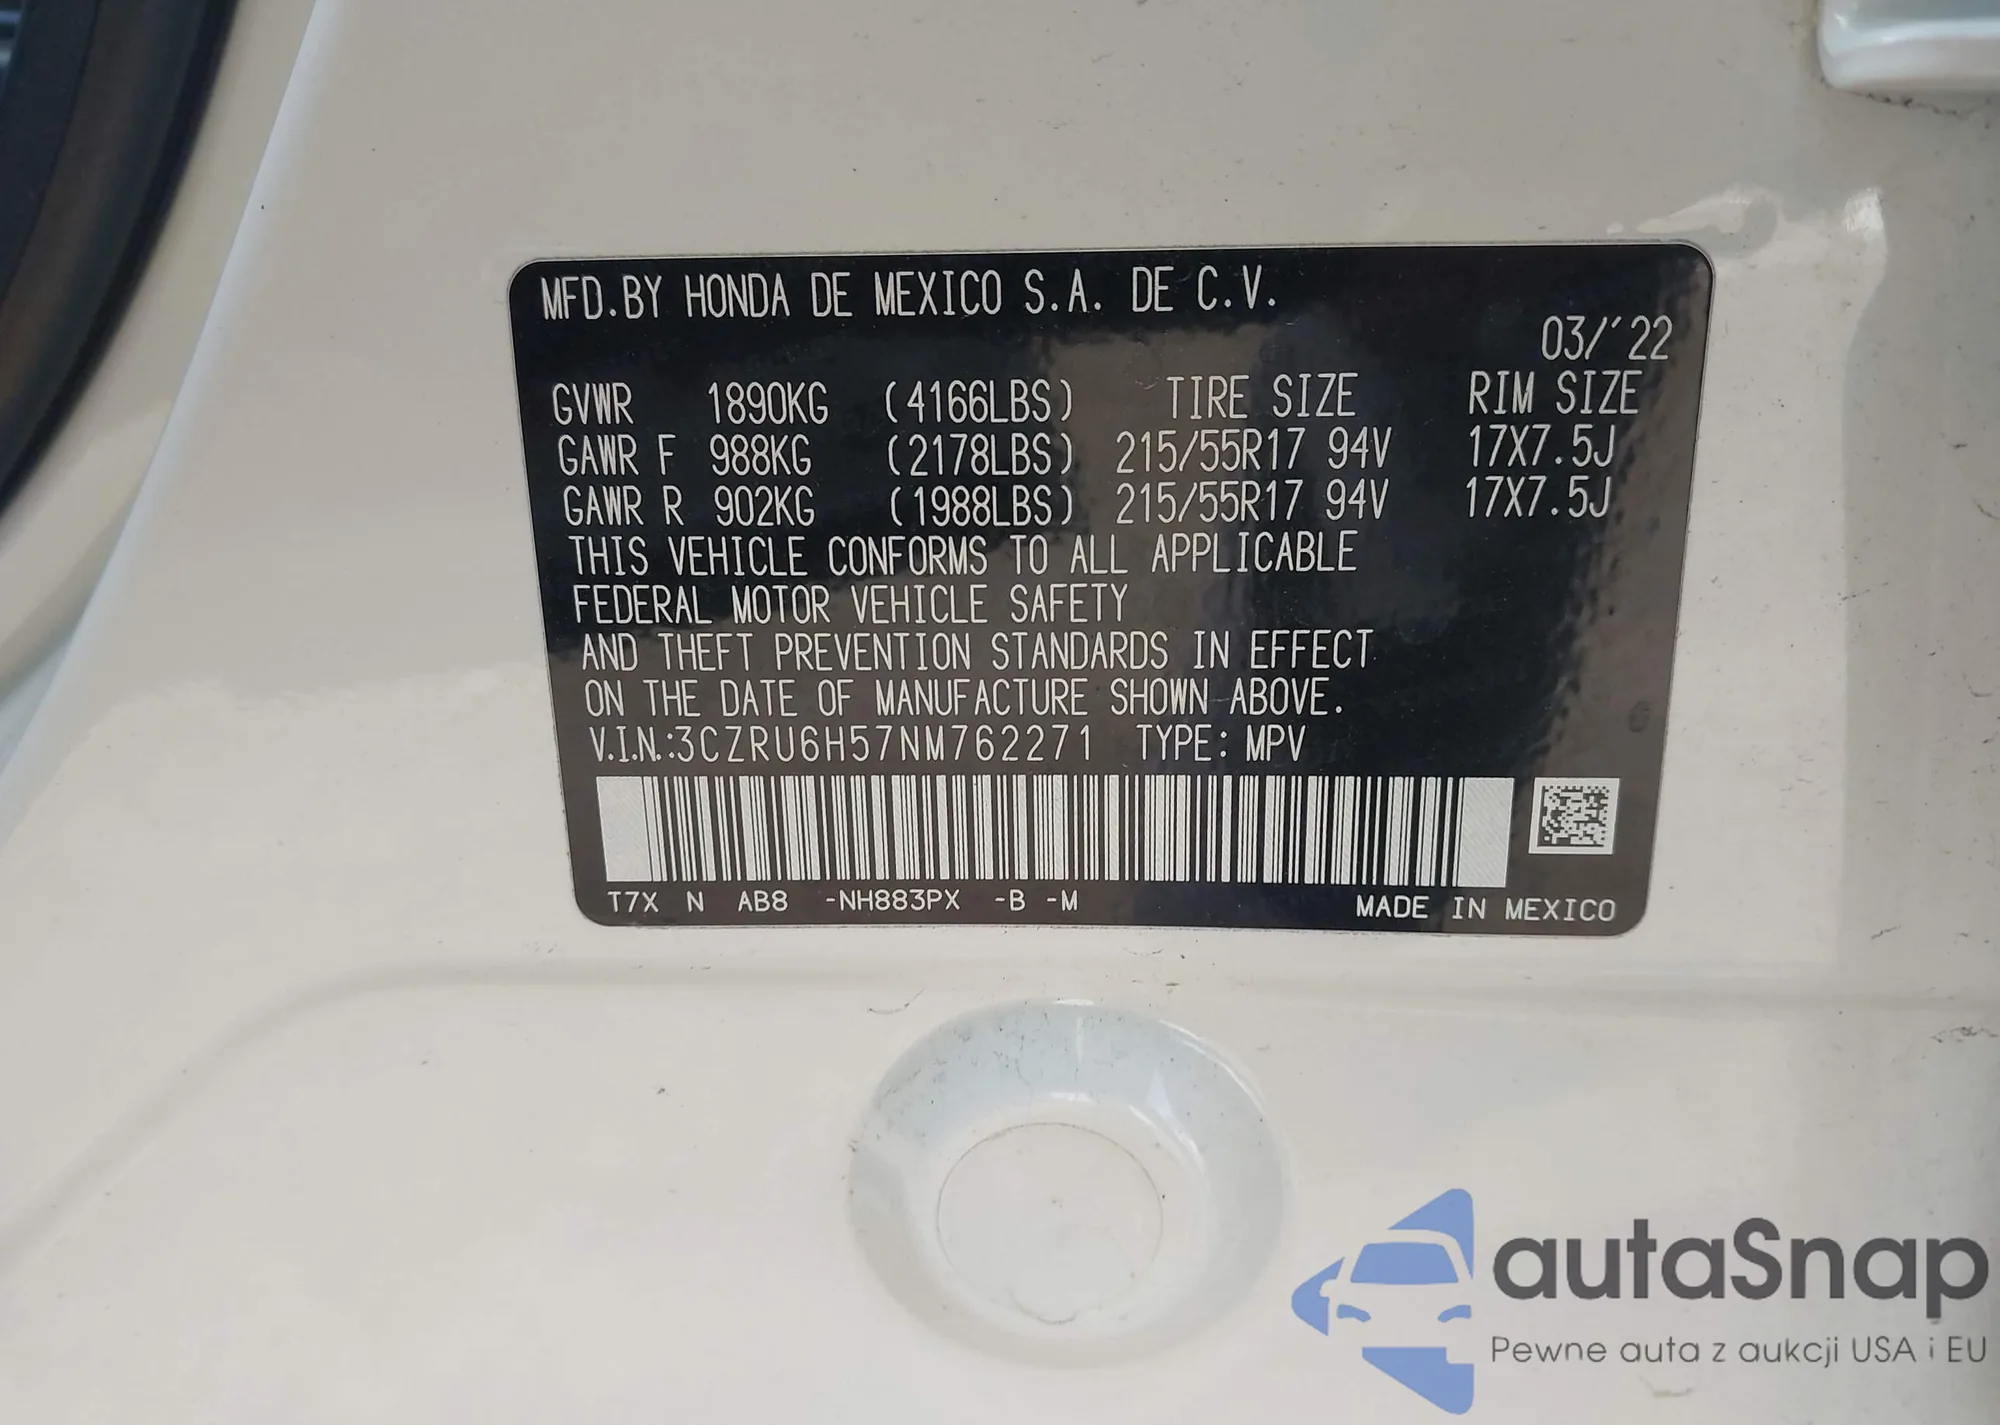 MFD.BY HONDA DE MEXICO S.A. DE C.V.
03/'22
GVWR 1890KG (4166LBS) TIRE SIZE RIM SIZE
GAWR F 988KG (2178LBS) 215/55R17 94V 17X7.5J
GAWR R 902KG (1988LBS) 215/55R17 94V 17X7.5J
THIS VEHICLE CONFORMS TO ALL APPLICABLE
FEDERAL MOTOR VEHICLE SAFETY
AND THEFT PREVENTION STANDARDS IN EFFECT
ON THE DATE OF MANUFACTURE SHOWN ABOVE.
V.I.N.:3CZRU6H57NM762271 TYPE: MPV
T7X N AB8 -NH883PX -B -M MADE IN MEXICO
autaSnap
Pewne auta z aukcji USA i EU